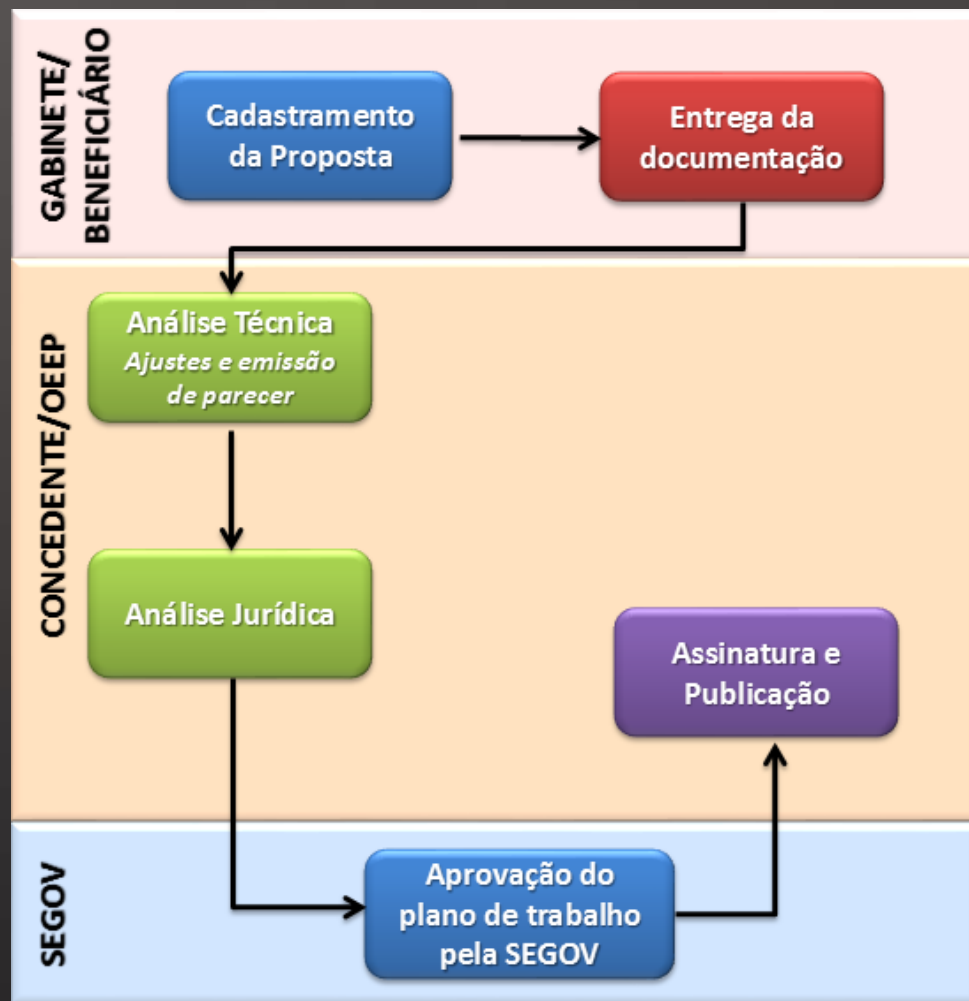 GABINETE/
BENEFICIÁRIO
Cadastramento
da Proposta
Entrega da
documentação
CONCEDENTE/OEEP
Análise Técnica
Ajustes e emissão
de parecer
Análise Jurídica
Assinatura e
Publicação
SEGOV
Aprovação do
plano de trabalho
pela SEGOV